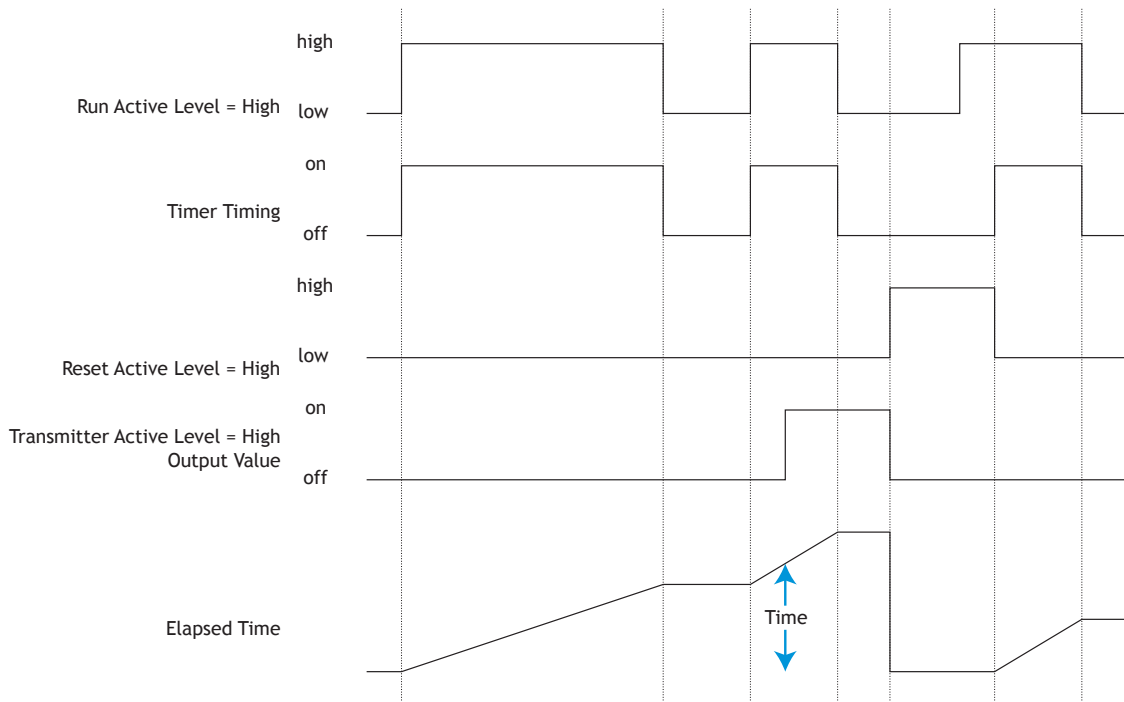 high
Run Active Level = High
low
on
Timer Timing
off
high
low
Reset Active Level = High
on
Transmitter Active Level = High
Output Value
off
Time
Elapsed Time